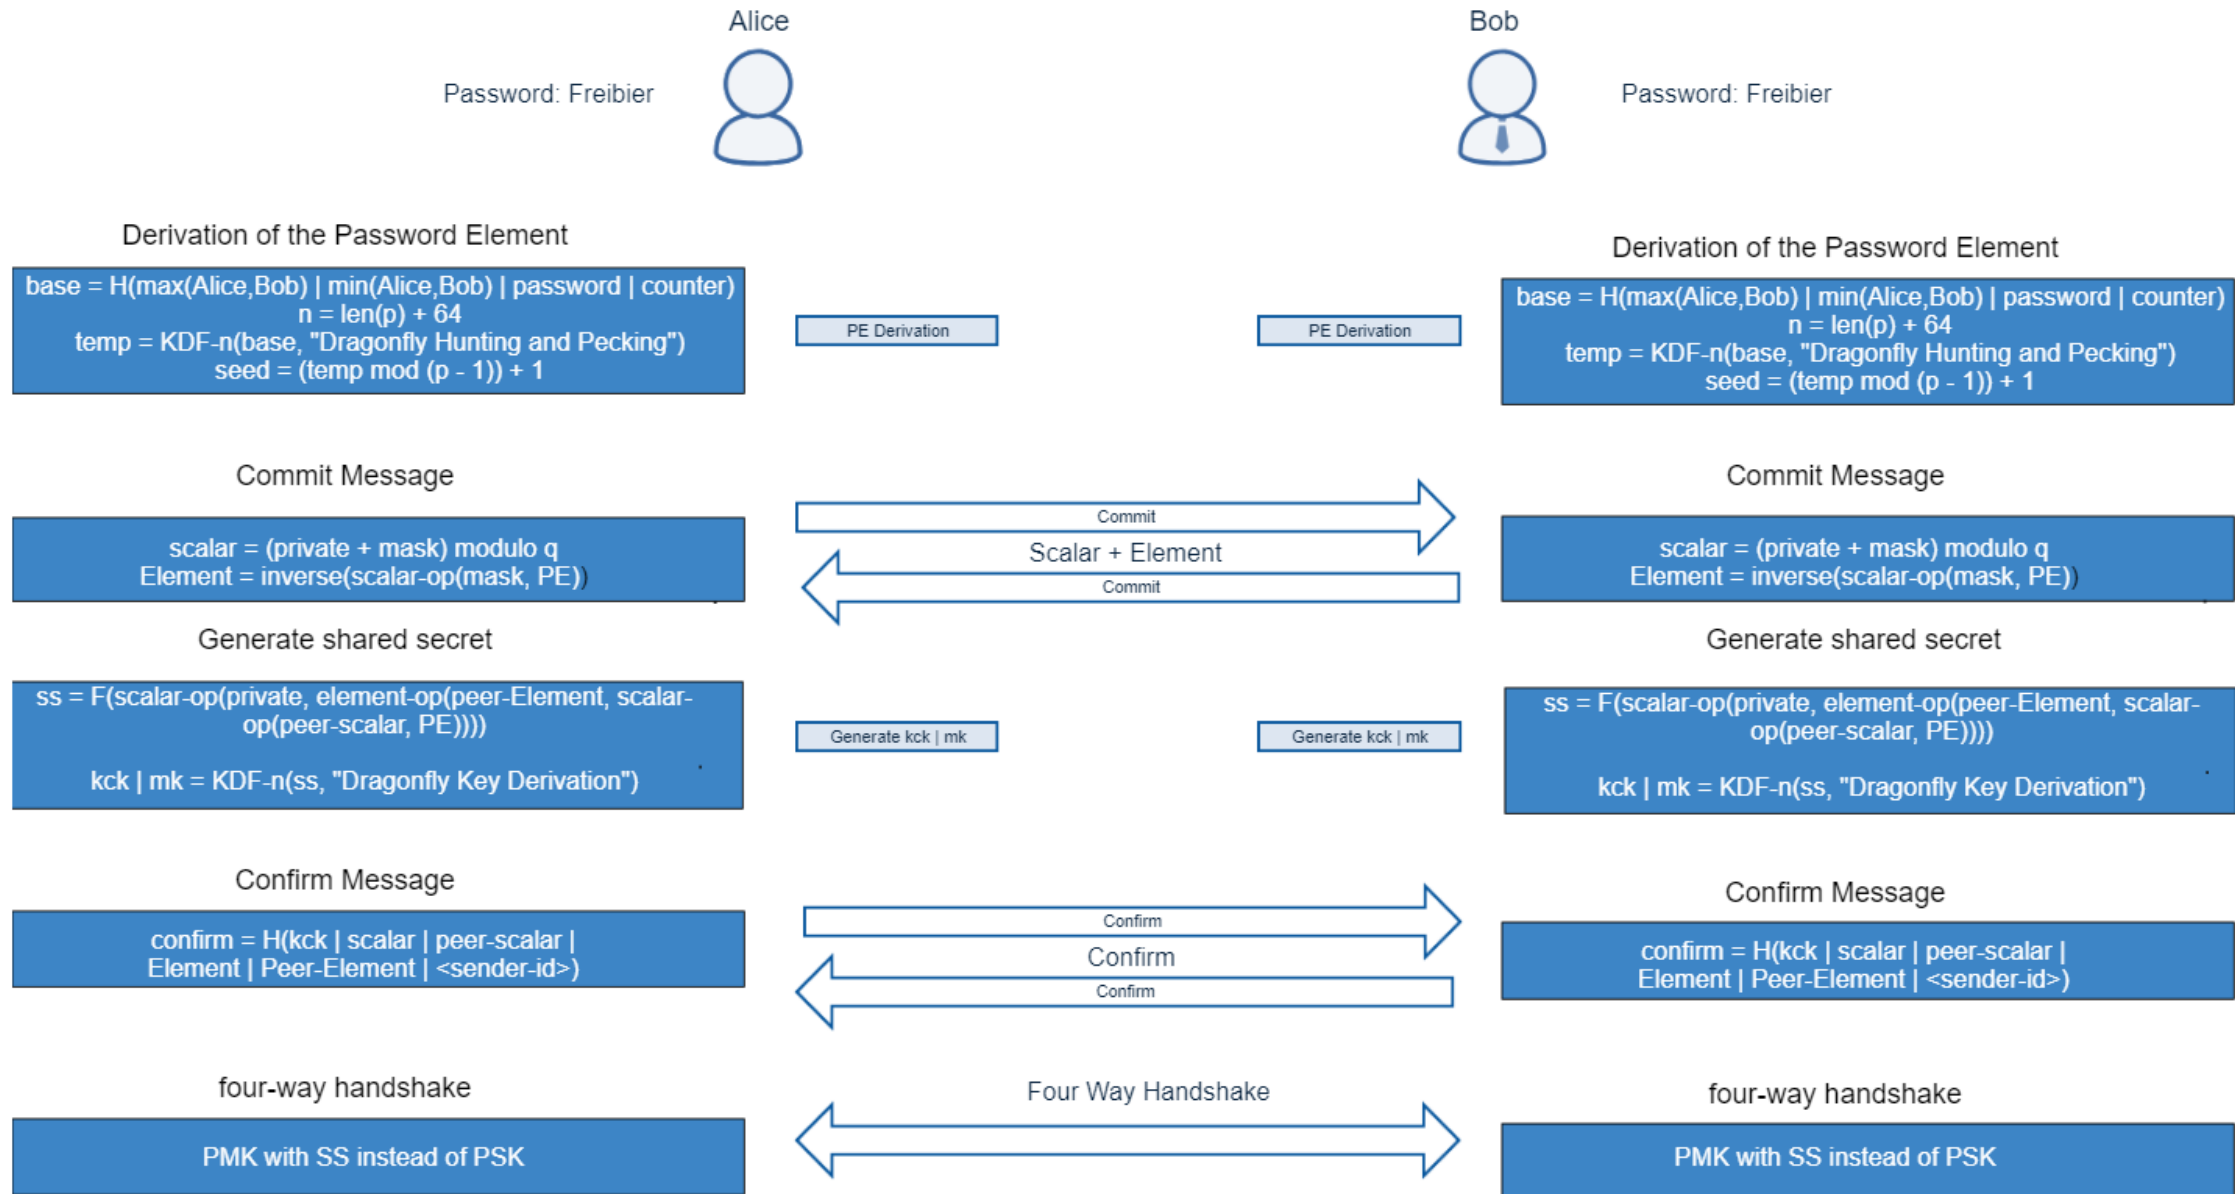 Alice
Bob
Password: Freibier
Password: Freibier
Derivation of the Password Element
base = H(max(Alice,Bob) | min(Alice,Bob) | password | counter)
n = len(p) + 64
temp = KDF-n(base, "Dragonfly Hunting and Pecking")
seed = (temp mod (p - 1)) + 1
PE Derivation
PE Derivation
Derivation of the Password Element
base = H(max(Alice,Bob) | min(Alice,Bob) | password | counter)
n = len(p) + 64
temp = KDF-n(base, "Dragonfly Hunting and Pecking")
seed = (temp mod (p - 1)) + 1
Commit Message
scalar = (private + mask) modulo q
Element = inverse(scalar-op(mask, PE))
Commit
Scalar + Element
Commit
Commit Message
scalar = (private + mask) modulo q
Element = inverse(scalar-op(mask, PE))
Generate shared secret
ss = F(scalar-op(private, element-op(peer-Element, scalar-
op(peer-scalar, PE))))
kck | mk = KDF-n(ss, "Dragonfly Key Derivation")
Generate kck | mk
Generate kck | mk
Generate shared secret
ss = F(scalar-op(private, element-op(peer-Element, scalar-
op(peer-scalar, PE))))
kck | mk = KDF-n(ss, "Dragonfly Key Derivation")
Confirm Message
confirm = H(kck | scalar | peer-scalar |
Element | Peer-Element | <sender-id>)
Confirm
Confirm
Confirm
Confirm Message
confirm = H(kck | scalar | peer-scalar |
Element | Peer-Element | <sender-id>)
four-way handshake
PMK with SS instead of PSK
Four Way Handshake
four-way handshake
PMK with SS instead of PSK